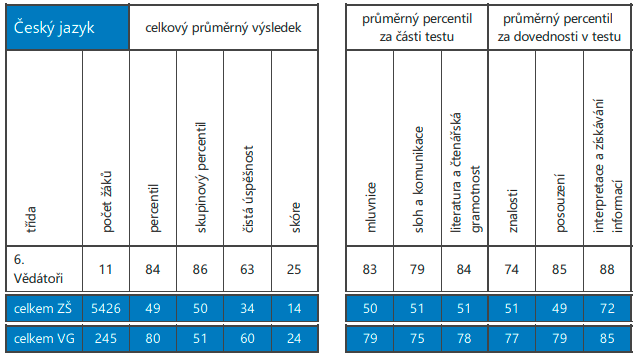 Český jazyk celkový průměrný výsledek
průměrný percentil
za části testu
průměrný percentil
za dovednosti v testu
třída
počet žáků
percentil
skupinový percentil
čistá úspěšnost
skóre
mluvnice
sloh a komunikace
literatura a čtenářská
gramotnost
znalosti
posouzení
interpretace a získávání
informací
6.
Vědátoři 11 84 86 63 25 83 79 84 74 85 88
celkem ZŠ 5426 49 50 34 14 50 51 51 51 49 72
celkem VG 245 80 51 60 24 79 75 78 77 79 85